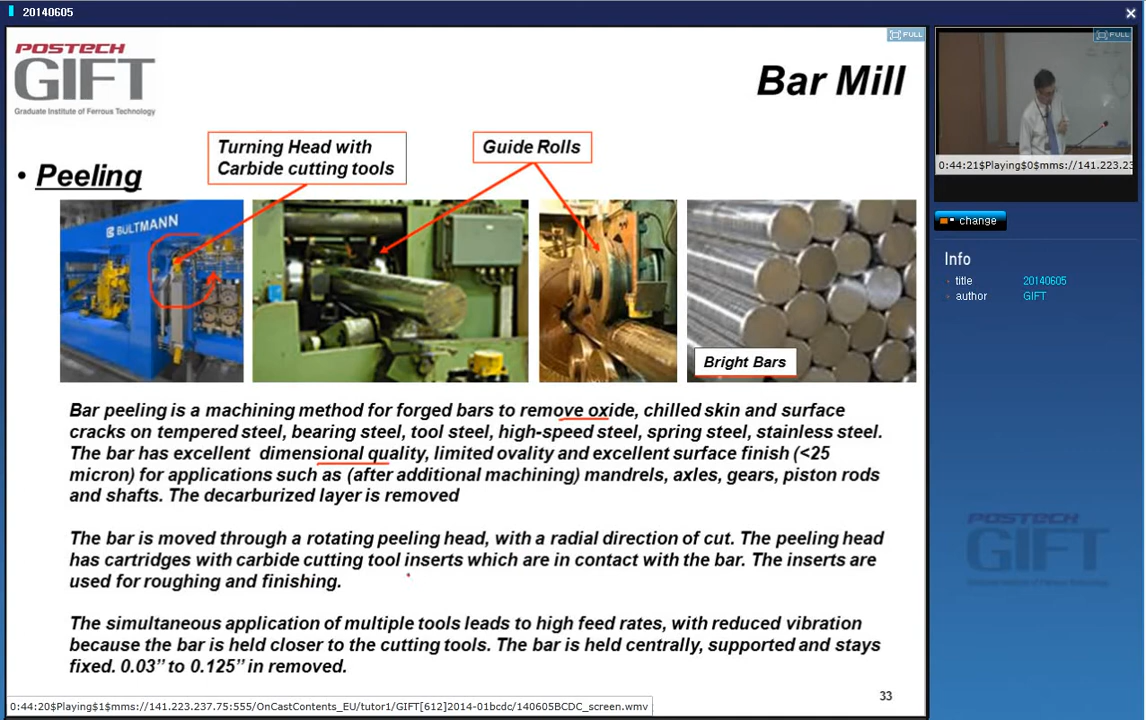 20140605
POSTECH
GIFT
Graduate Institute of Ferrous Technology
FULL
Bar Mill
• Peeling
Turning Head with
Carbide cutting tools
Guide Rolls
BÜLTMANN
Bright Bars
Bar peeling is a machining method for forged bars to remove oxide, chilled skin and surface
cracks on tempered steel, bearing steel, tool steel, high-speed steel, spring steel, stainless steel.
The bar has excellent dimensional quality, limited ovality and excellent surface finish (<25
micron) for applications such as (after additional machining) mandrels, axles, gears, piston rods
and shafts. The decarburized layer is removed
The bar is moved through a rotating peeling head, with a radial direction of cut. The peeling head
has cartridges with carbide cutting tool inserts which are in contact with the bar. The inserts are
used for roughing and finishing.
The simultaneous application of multiple tools leads to high feed rates, with reduced vibration
because the bar is held closer to the cutting tools. The bar is held centrally, supported and stays
fixed. 0.03’’ to 0.125’’ in removed.
33
0:44:20$Playing$1$mms://141.223.237.75:555/OnCastContents_EU/tutor1/GIFT[612]2014-01bcdc/140605BCDC_screen.wmv
FULL
0:44:21$Playing$0$mms://141.223.23
change
Info
title 20140605
author GIFT
POSTECH
GIFT